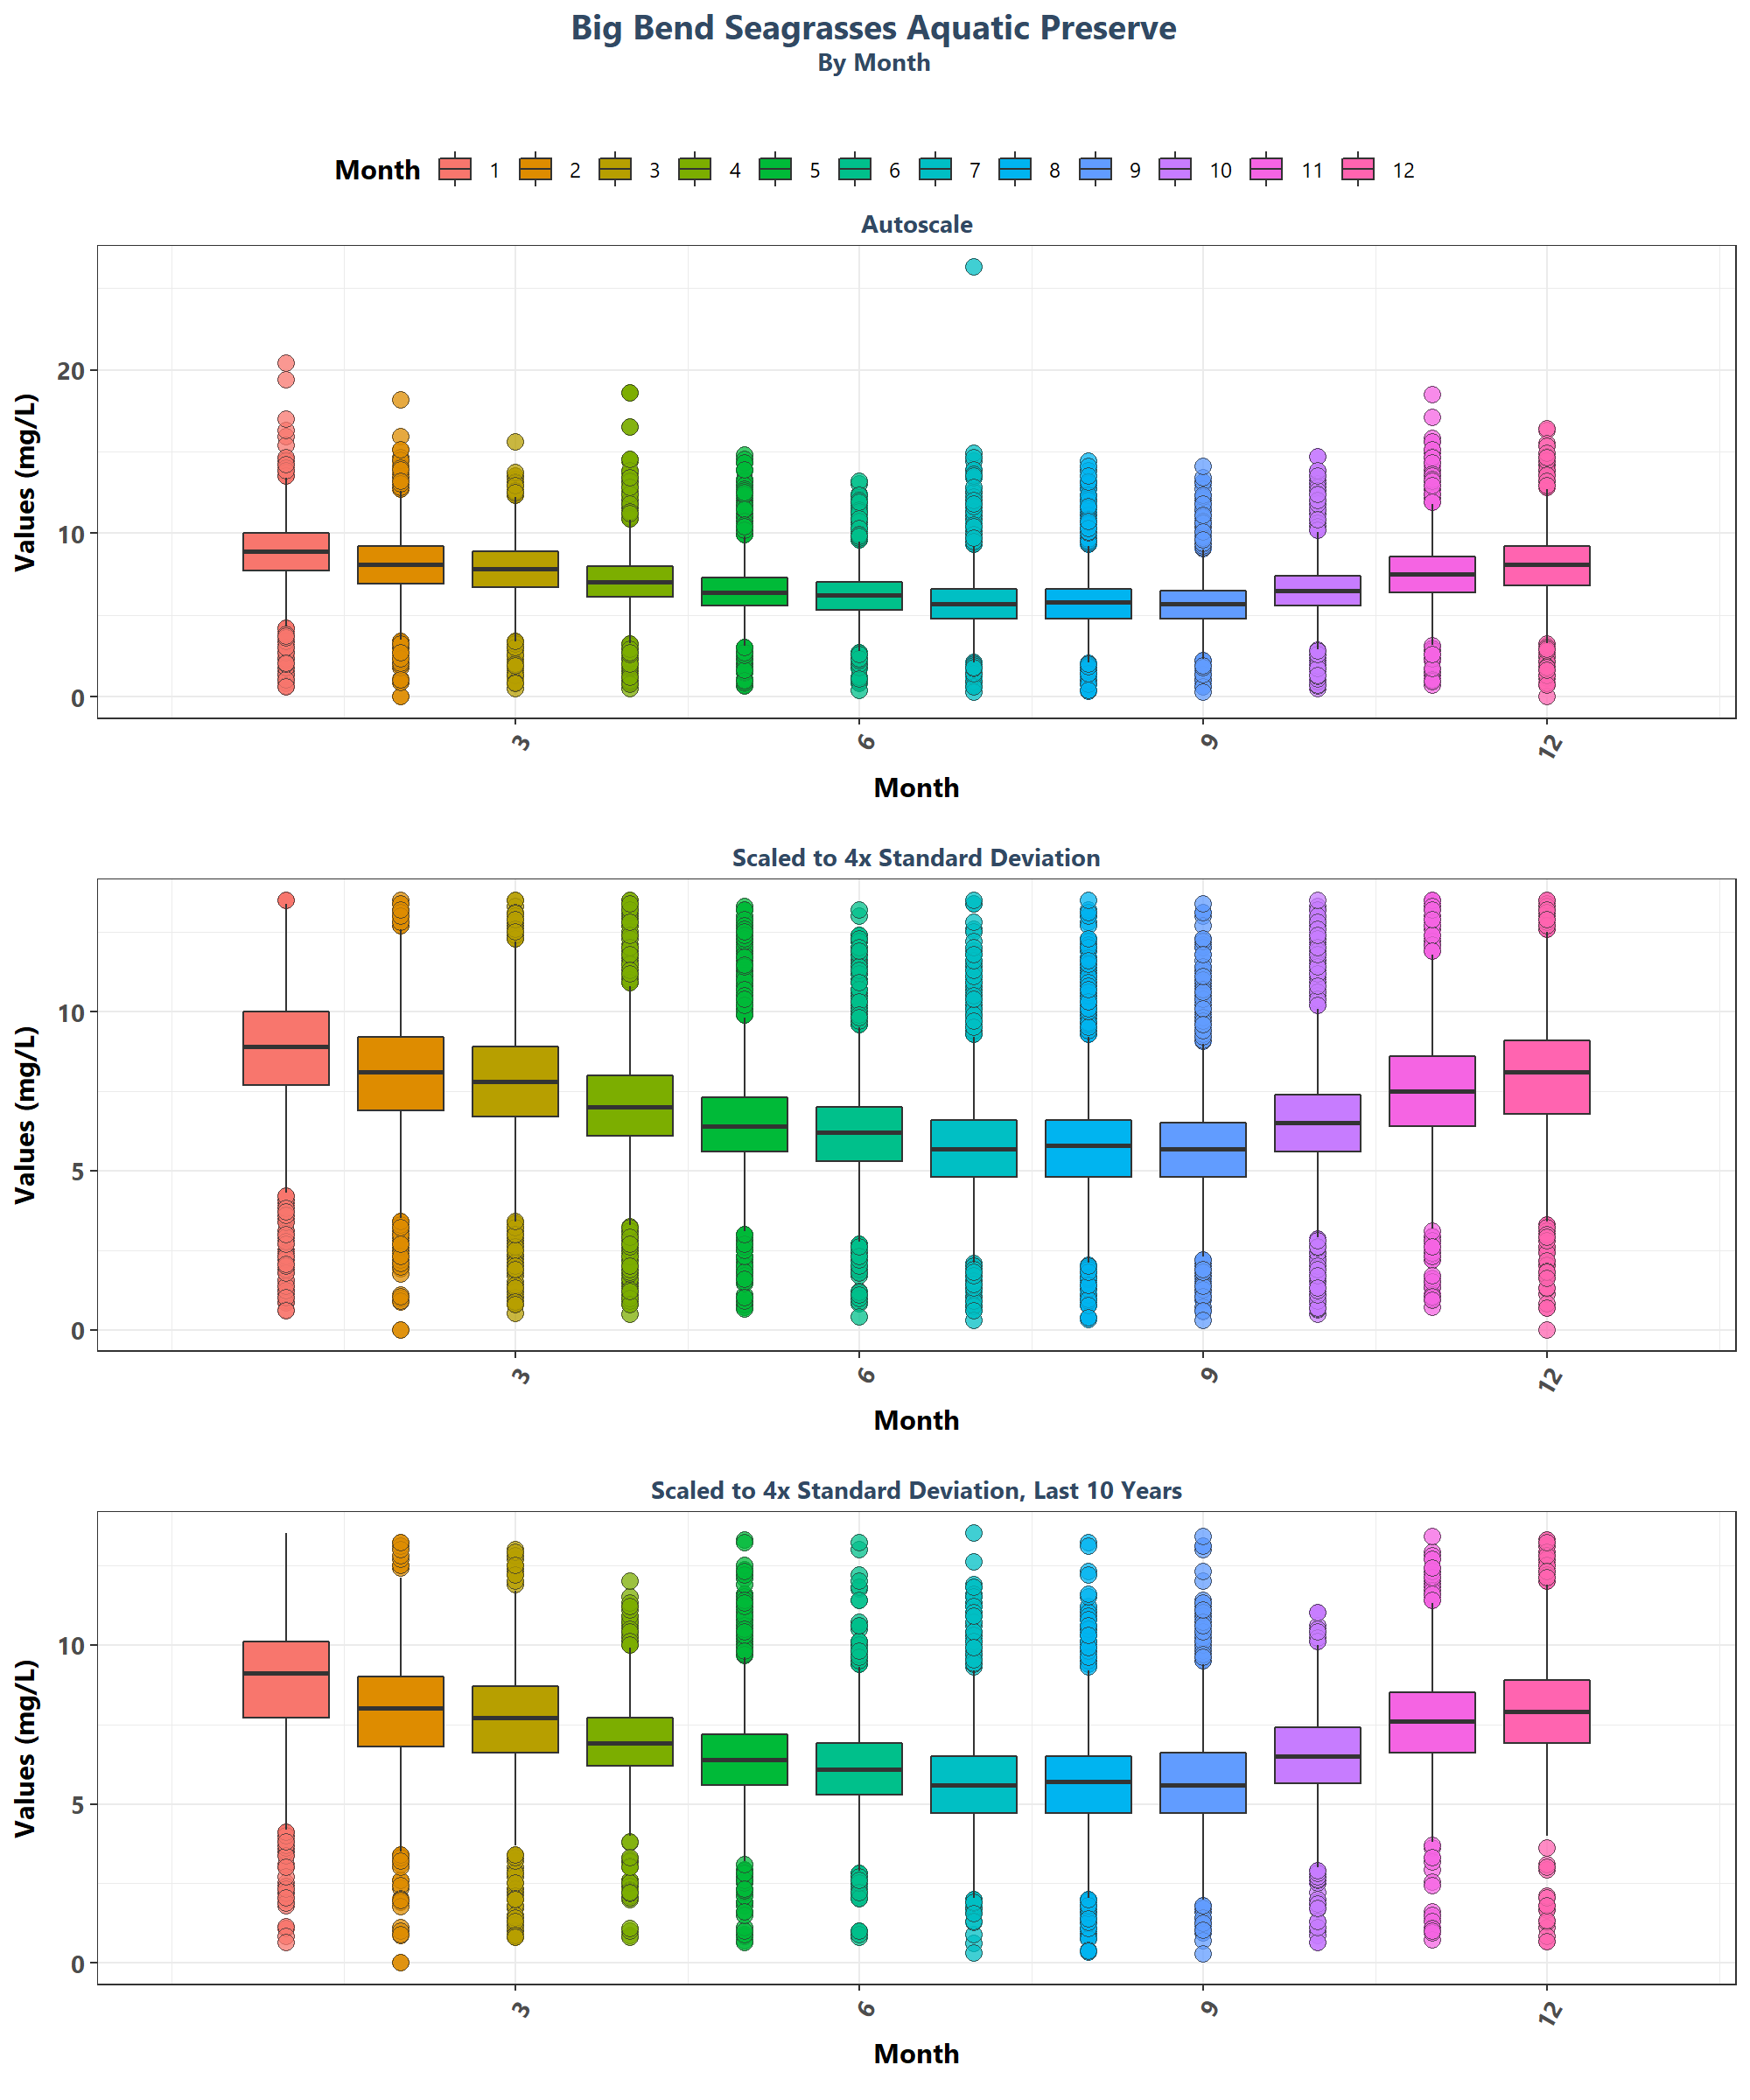 Big Bend Seagrasses Aquatic Preserve
By Month
Month 1 2 3 4 5 6 7 8 9 10 11 12
Autoscale
Values (mg/L)
20
10
0
3 6 9 12
Month
Scaled to 4x Standard Deviation
Values (mg/L)
10
5
0
3 6 9 12
Month
Scaled to 4x Standard Deviation, Last 10 Years
Values (mg/L)
10
5
0
3 6 9 12
Month